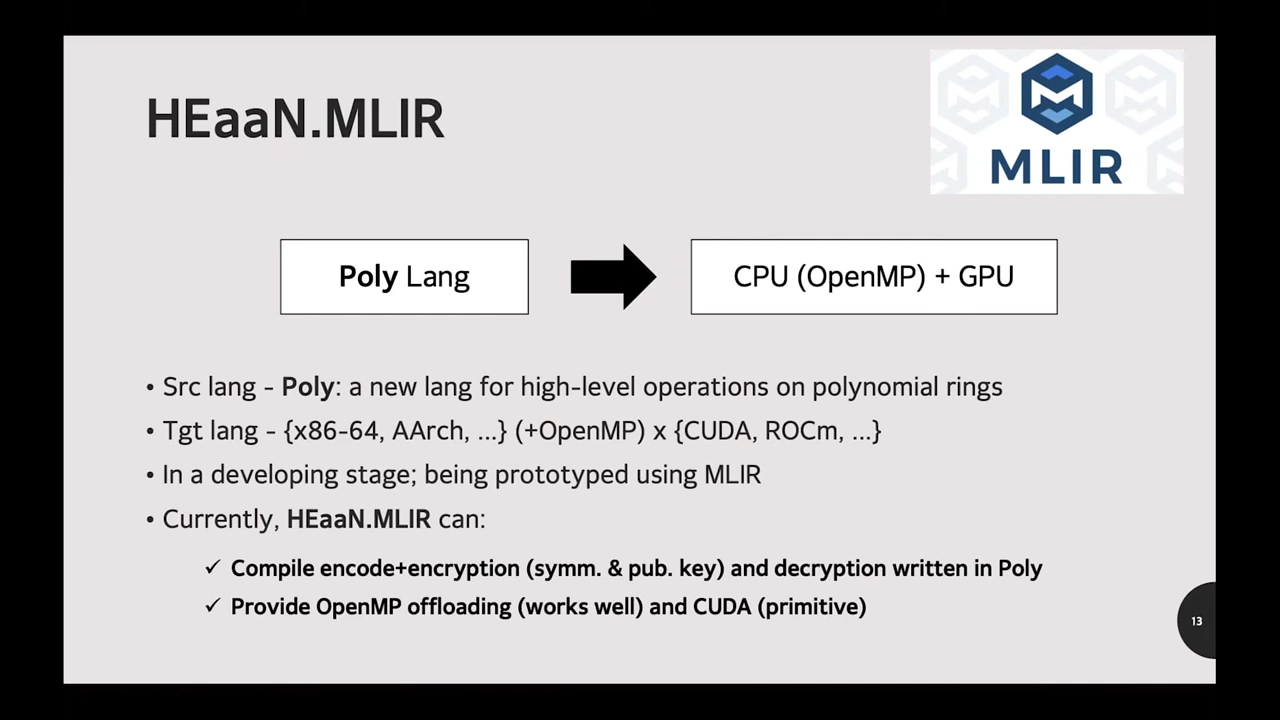 HEaaN.MLIR
MLIR
Poly Lang
CPU (OpenMP) + GPU
• Src lang - Poly: a new lang for high-level operations on polynomial rings
• Tgt lang - {x86-64, AArch, ...} (+OpenMP) x {CUDA, ROCm, ...}
• In a developing stage; being prototyped using MLIR
• Currently, HEaaN.MLIR can:
✓ Compile encode+encryption (symm. & pub. key) and decryption written in Poly
✓ Provide OpenMP offloading (works well) and CUDA (primitive)
13